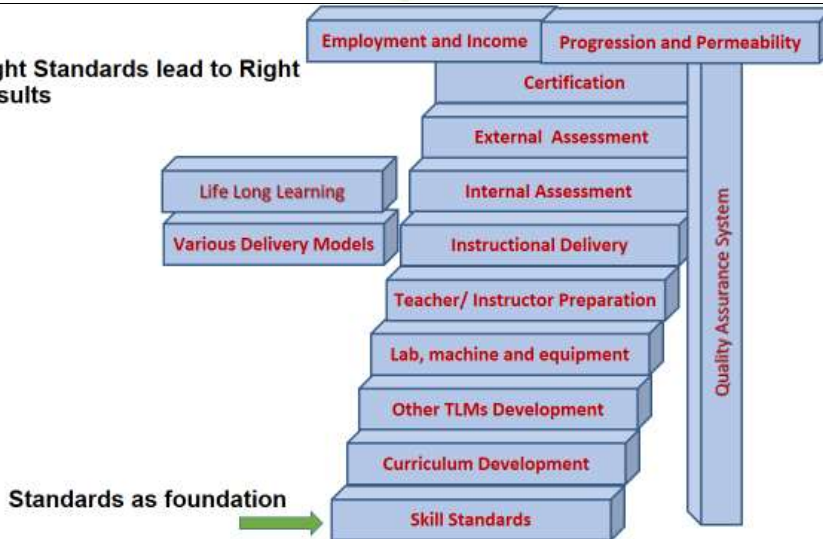 Employment and Income
Progression and Permeability
ght Standards lead to Right
sults
Certification
External Assessment
Life Long Learning
Internal Assessment
Various Delivery Models
Instructional Delivery
Teacher/ Instructor Preparation
Lab, machine and equipment
Other TLMs Development
Curriculum Development
Standards as foundation
Skill Standards
Quality Assurance System